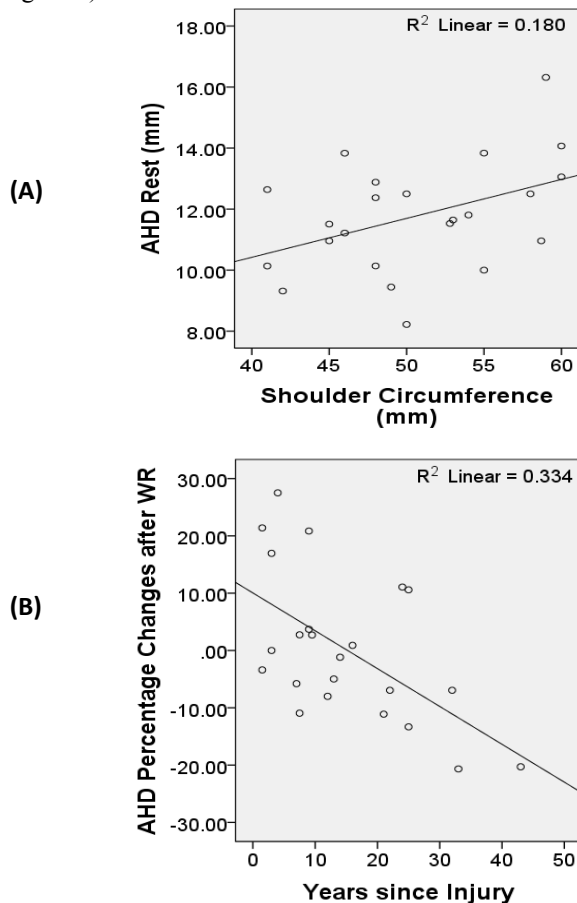 R² Linear = 0.180
18.00
16.00
14.00
12.00
10.00
8.00
AHD Rest (mm)
(A)
40 45 50 55 60
Shoulder Circumference
(mm)
R² Linear = 0.334
30.00
20.00
10.00
.00
-10.00
-20.00
-30.00
AHD Percentage Changes after WR
(B)
0 10 20 30 40 50
Years since Injury